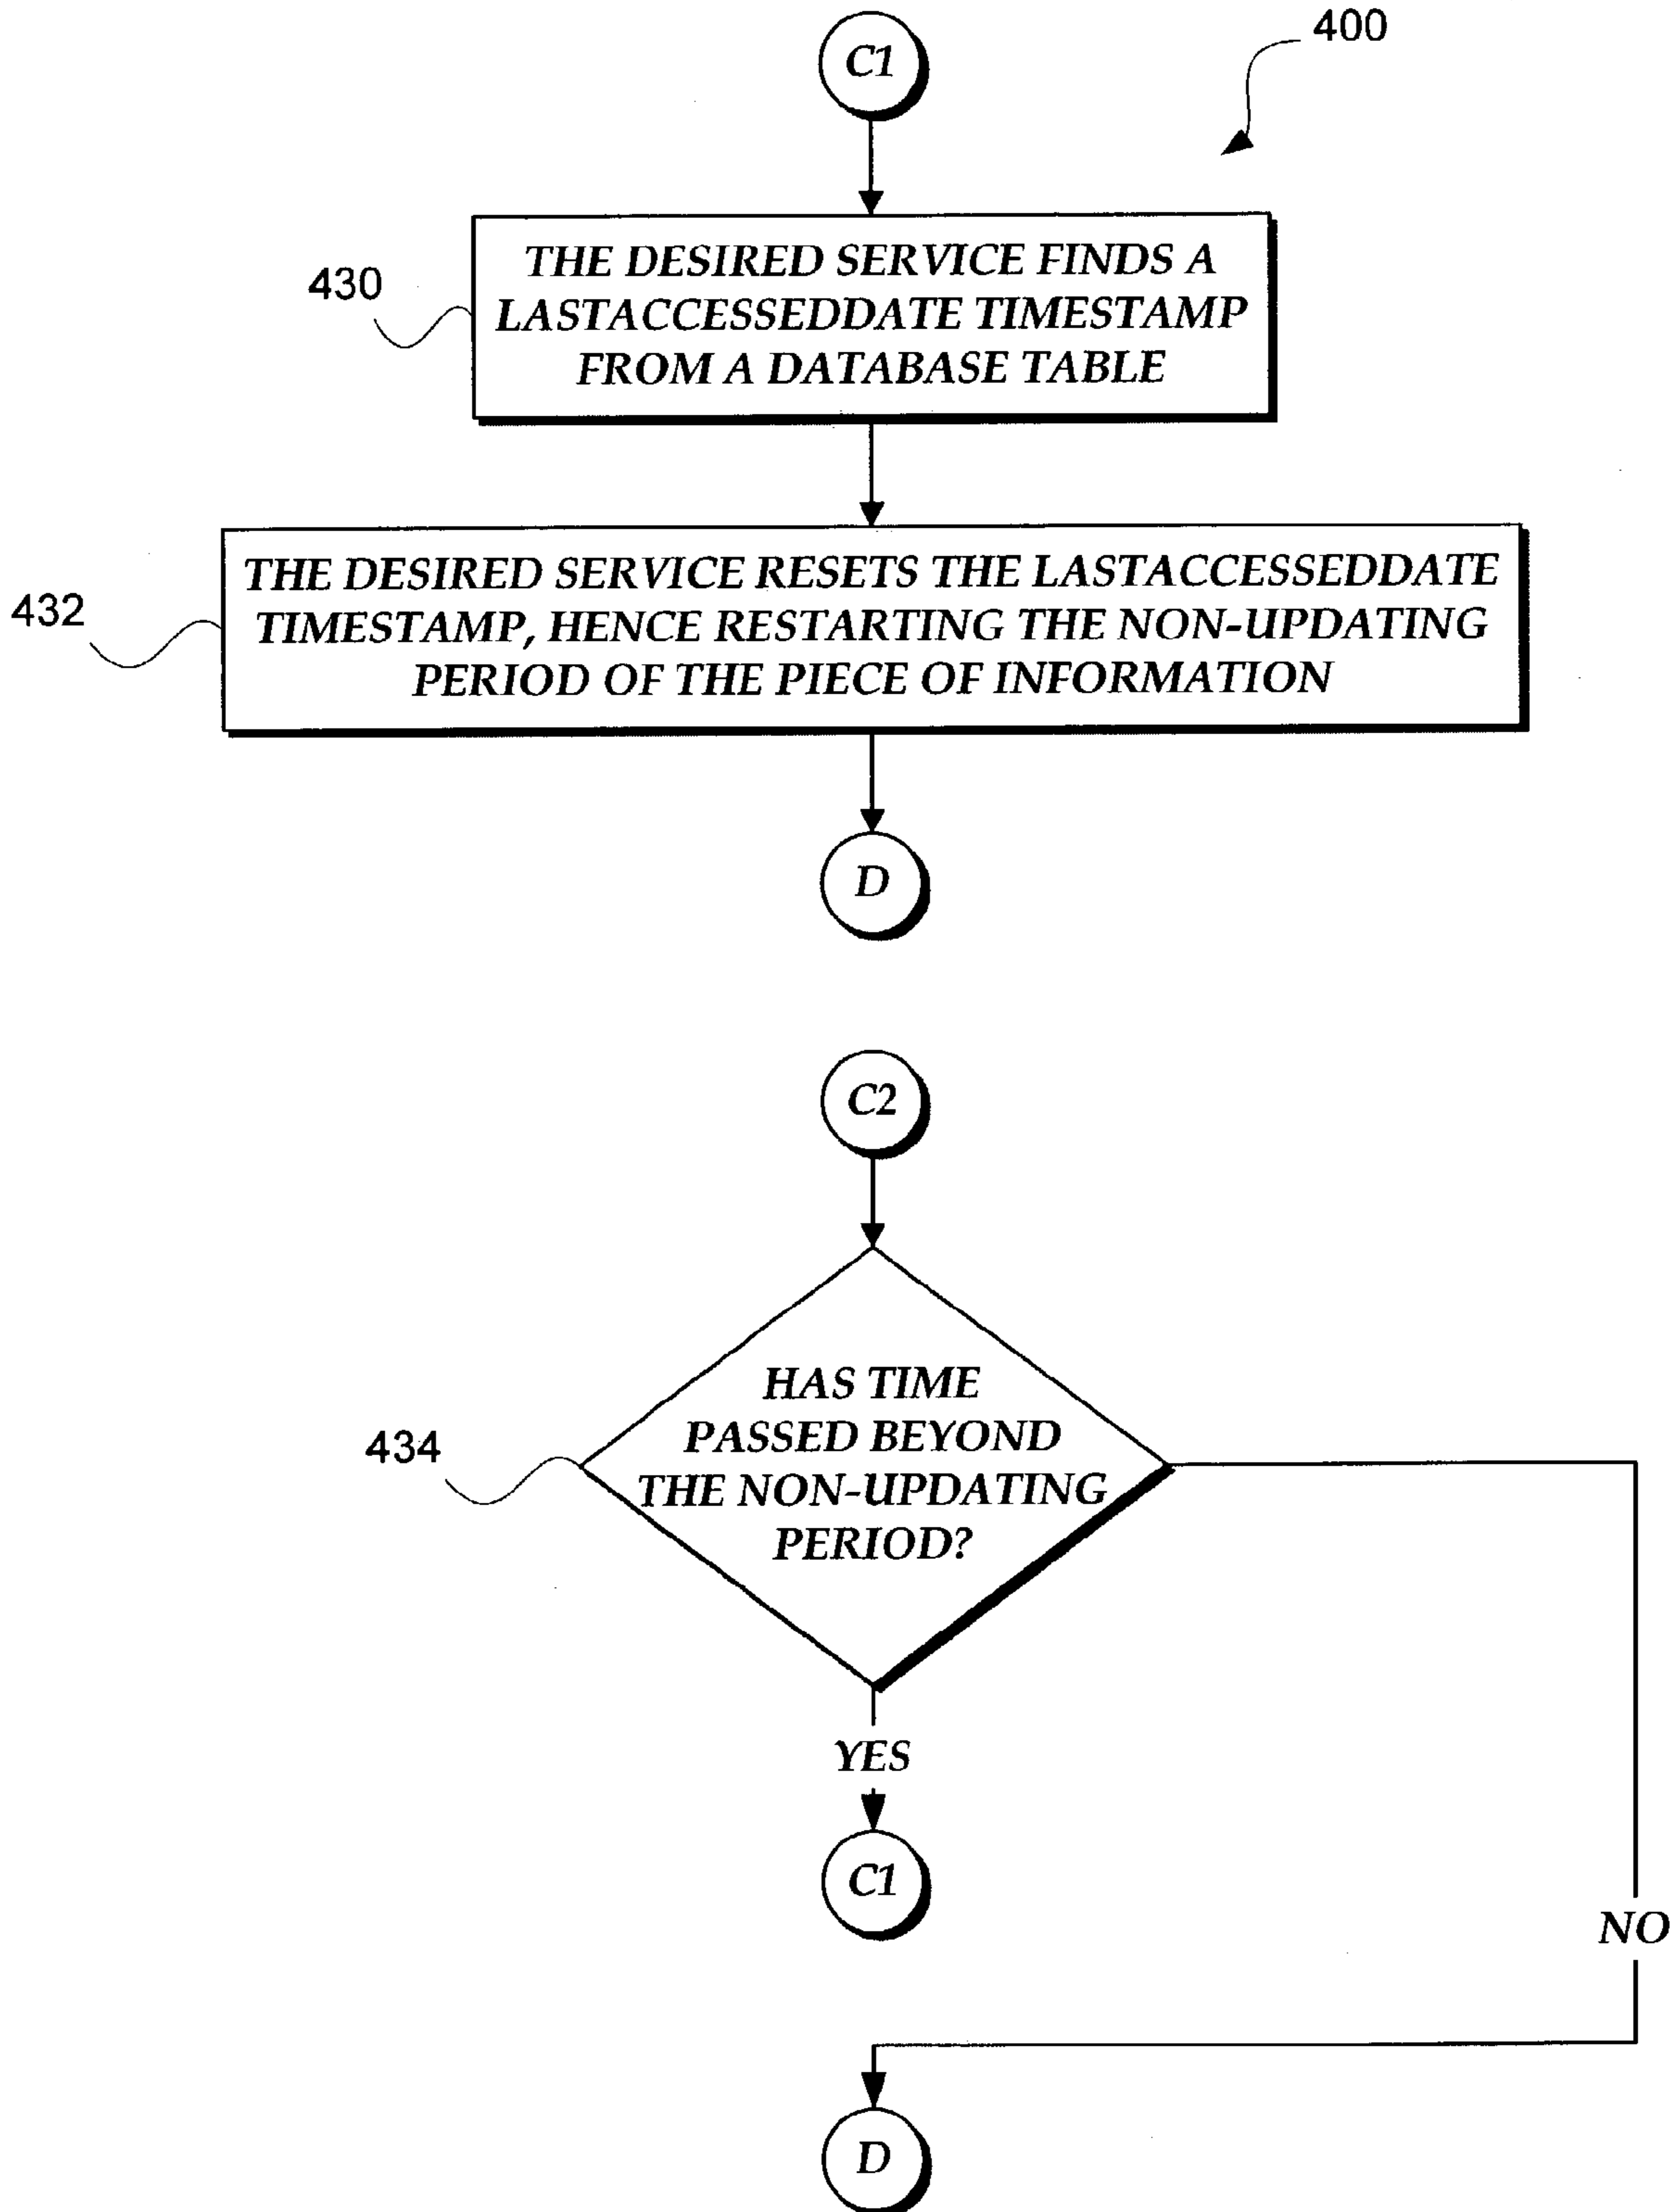 400
C1
430
THE DESIRED SERVICE FINDS A
LASTACCESSEDDATE TIMESTAMP
FROM A DATABASE TABLE
432
THE DESIRED SERVICE RESETS THE LASTACCESSEDDATE
TIMESTAMP, HENCE RESTARTING THE NON-UPDATING
PERIOD OF THE PIECE OF INFORMATION
D
C2
434
HAS TIME
PASSED BEYOND
THE NON-UPDATING
PERIOD?
YES
C1
NO
D